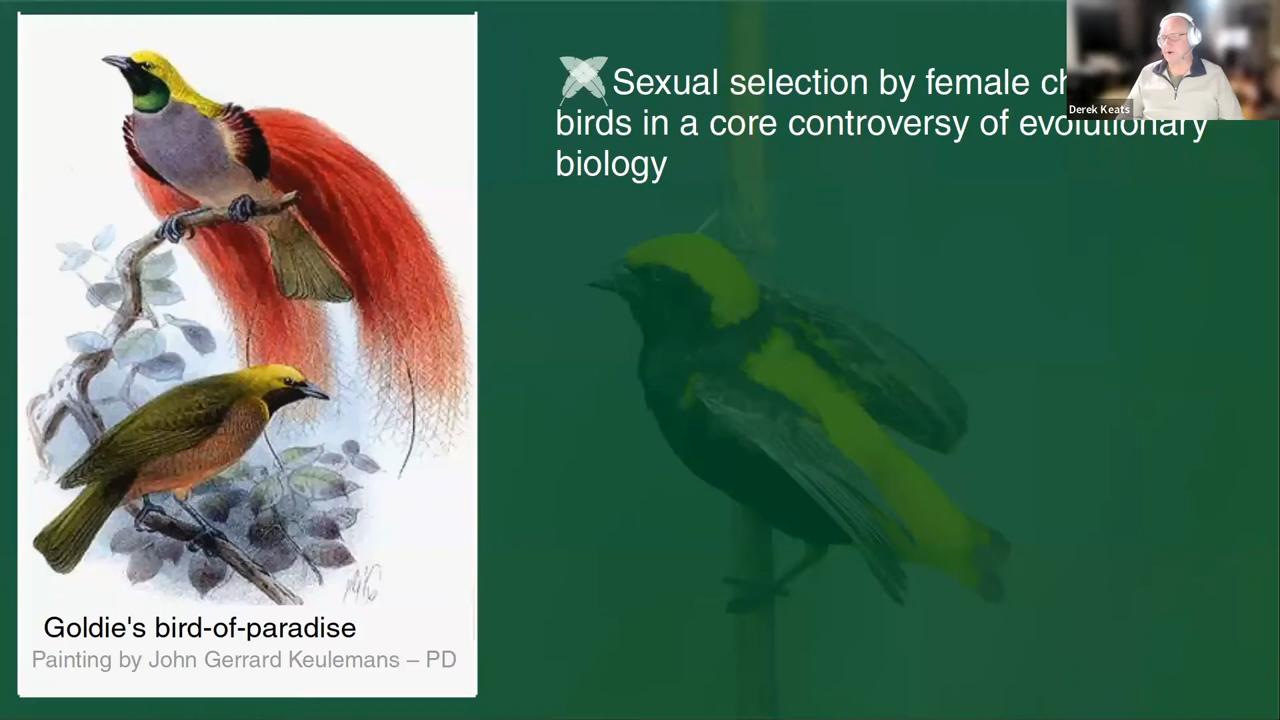 Sexual selection by female ch
birds in a core controversy of evolutionary
biology
Derek Keats
Goldie's bird-of-paradise
Painting by John Gerrard Keulemans – PD